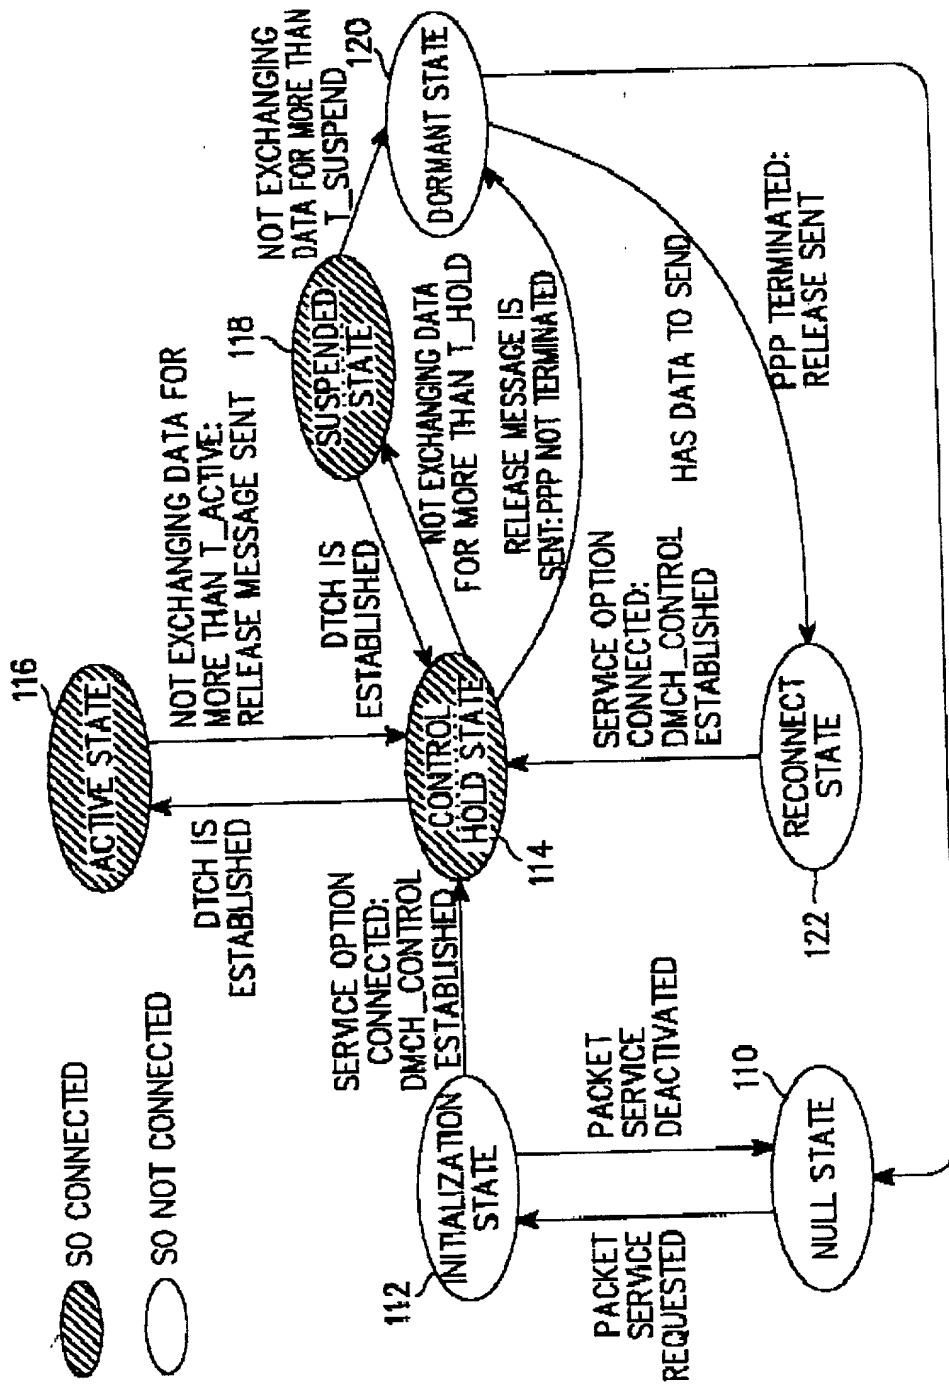 SO CONNECTED
SO NOT CONNECTED
116
ACTIVE STATE
DTCH IS
ESTABLISHED
NOT EXCHANGING DATA FOR
MORE THAN T_ACTIVE:
RELEASE MESSAGE SENT
118
SUSPENDED
STATE
NOT EXCHANGING
DATA FOR MORE THAN
T_SUSPEND
120
DORMANT STATE
DTCH IS
ESTABLISHED
NOT EXCHANGING DATA
FOR MORE THAN T_HOLD
RELEASE MESSAGE IS
SENT:PPP NOT TERMINATED
SERVICE OPTION
CONNECTED:
DMCH_CONTROL
ESTABLISHED
CONTROL
HOLD STATE
114
112
INITIALIZATION
STATE
SERVICE OPTION
CONNECTED:
DMCH_CONTROL
ESTABLISHED
HAS DATA TO SEND
PPP TERMINATED:
RELEASE SENT
PACKET
SERVICE
REQUESTED
PACKET
SERVICE
DEACTIVATED
110
NULL STATE
122
RECONNECT
STATE